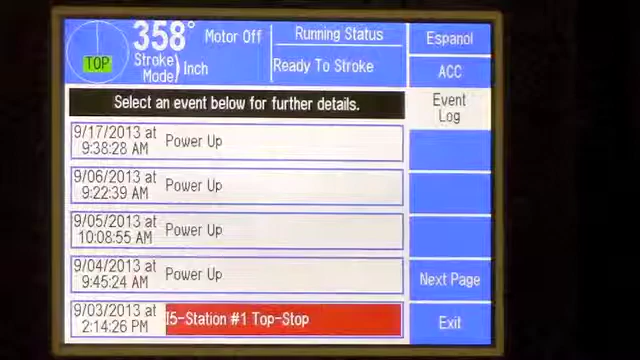 358° Motor Off
Running Status
Espanol
TOP
Stroke
Mode) Inch
Ready To Stroke
ACC
Select an event below for further details.
Event
Log
9/17/2013 at
9:38:28 AM
Power Up
9/06/2013 at
9:22:39 AM
Power Up
9/05/2013 at
10:08:55 AM
Power Up
9/04/2013 at
9:45:24 AM
Power Up
Next Page
9/03/2013 at
2:14:26 PM
I5-Station #1 Top-Stop
Exit